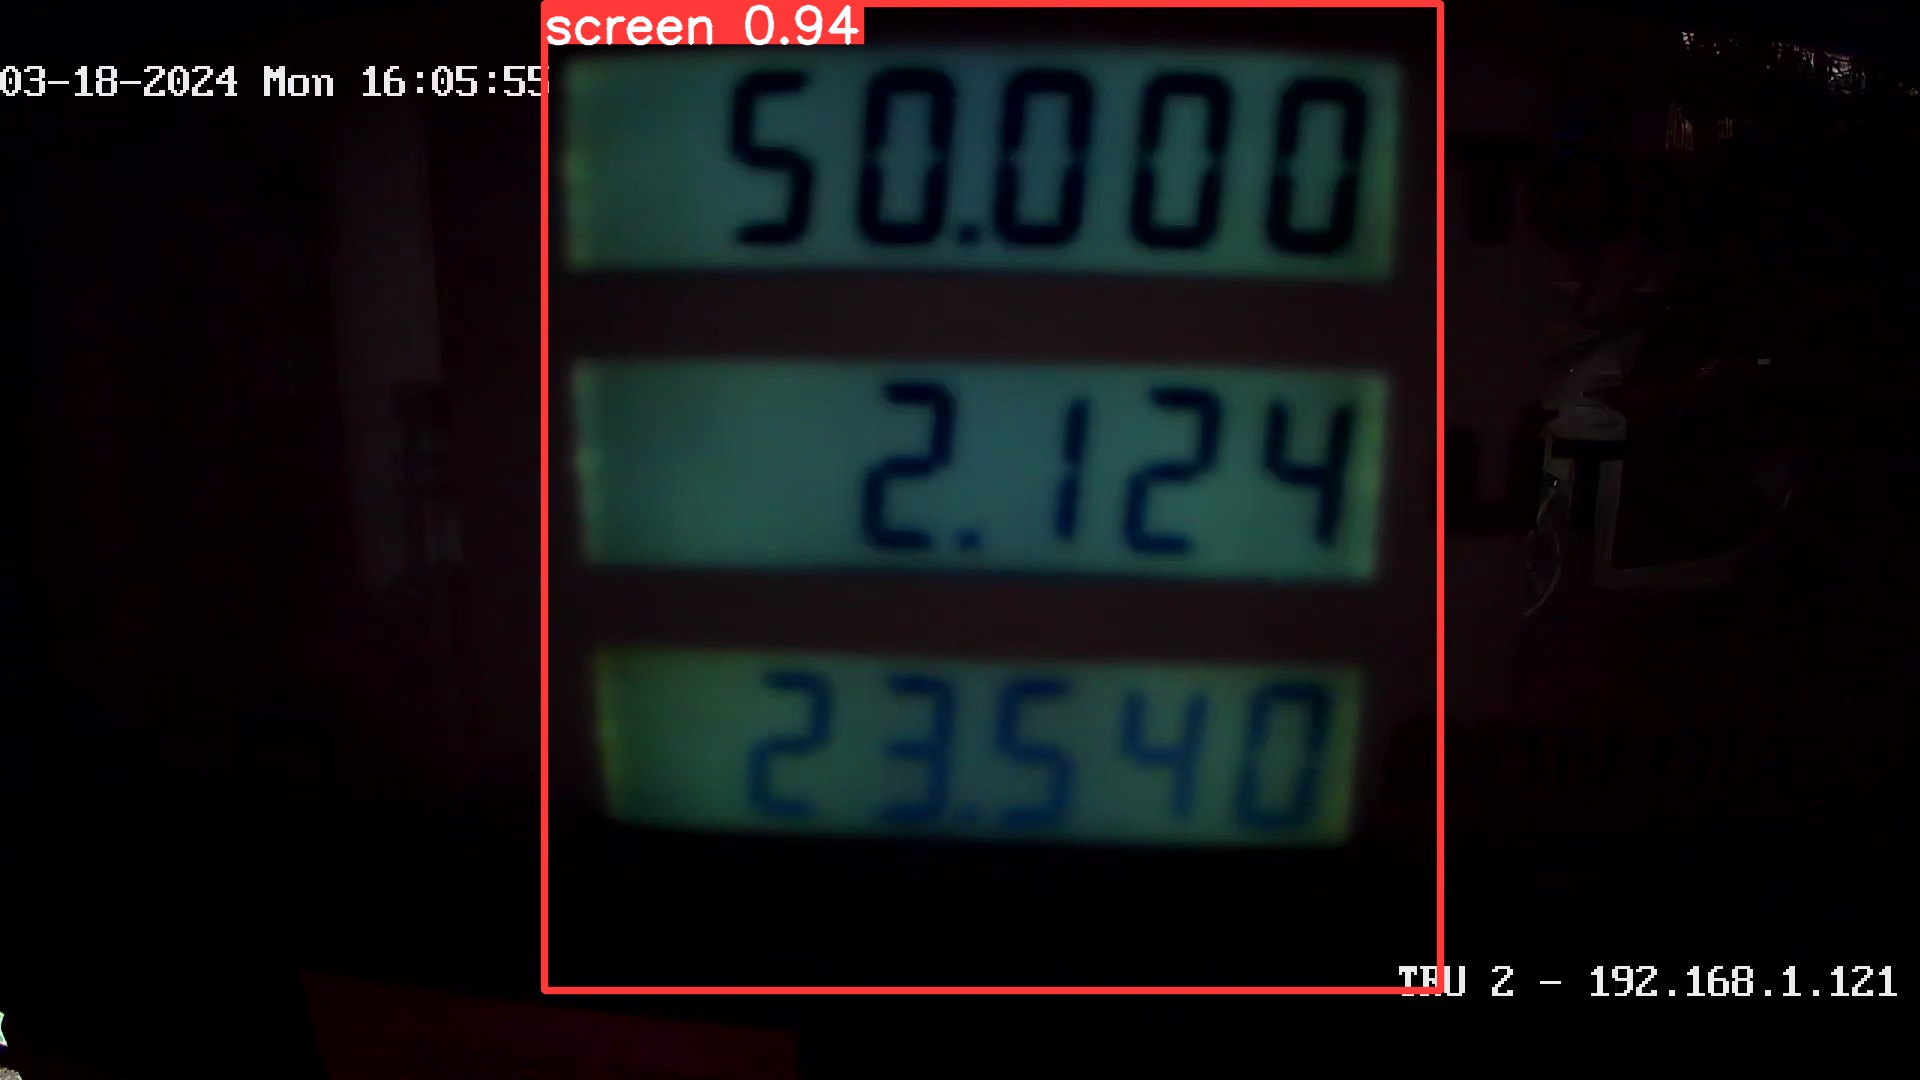 screen 0.94
03-18-2024 Mon 16:05:55
50.000
2.124
23.540
TRU 2 - 192.168.1.121